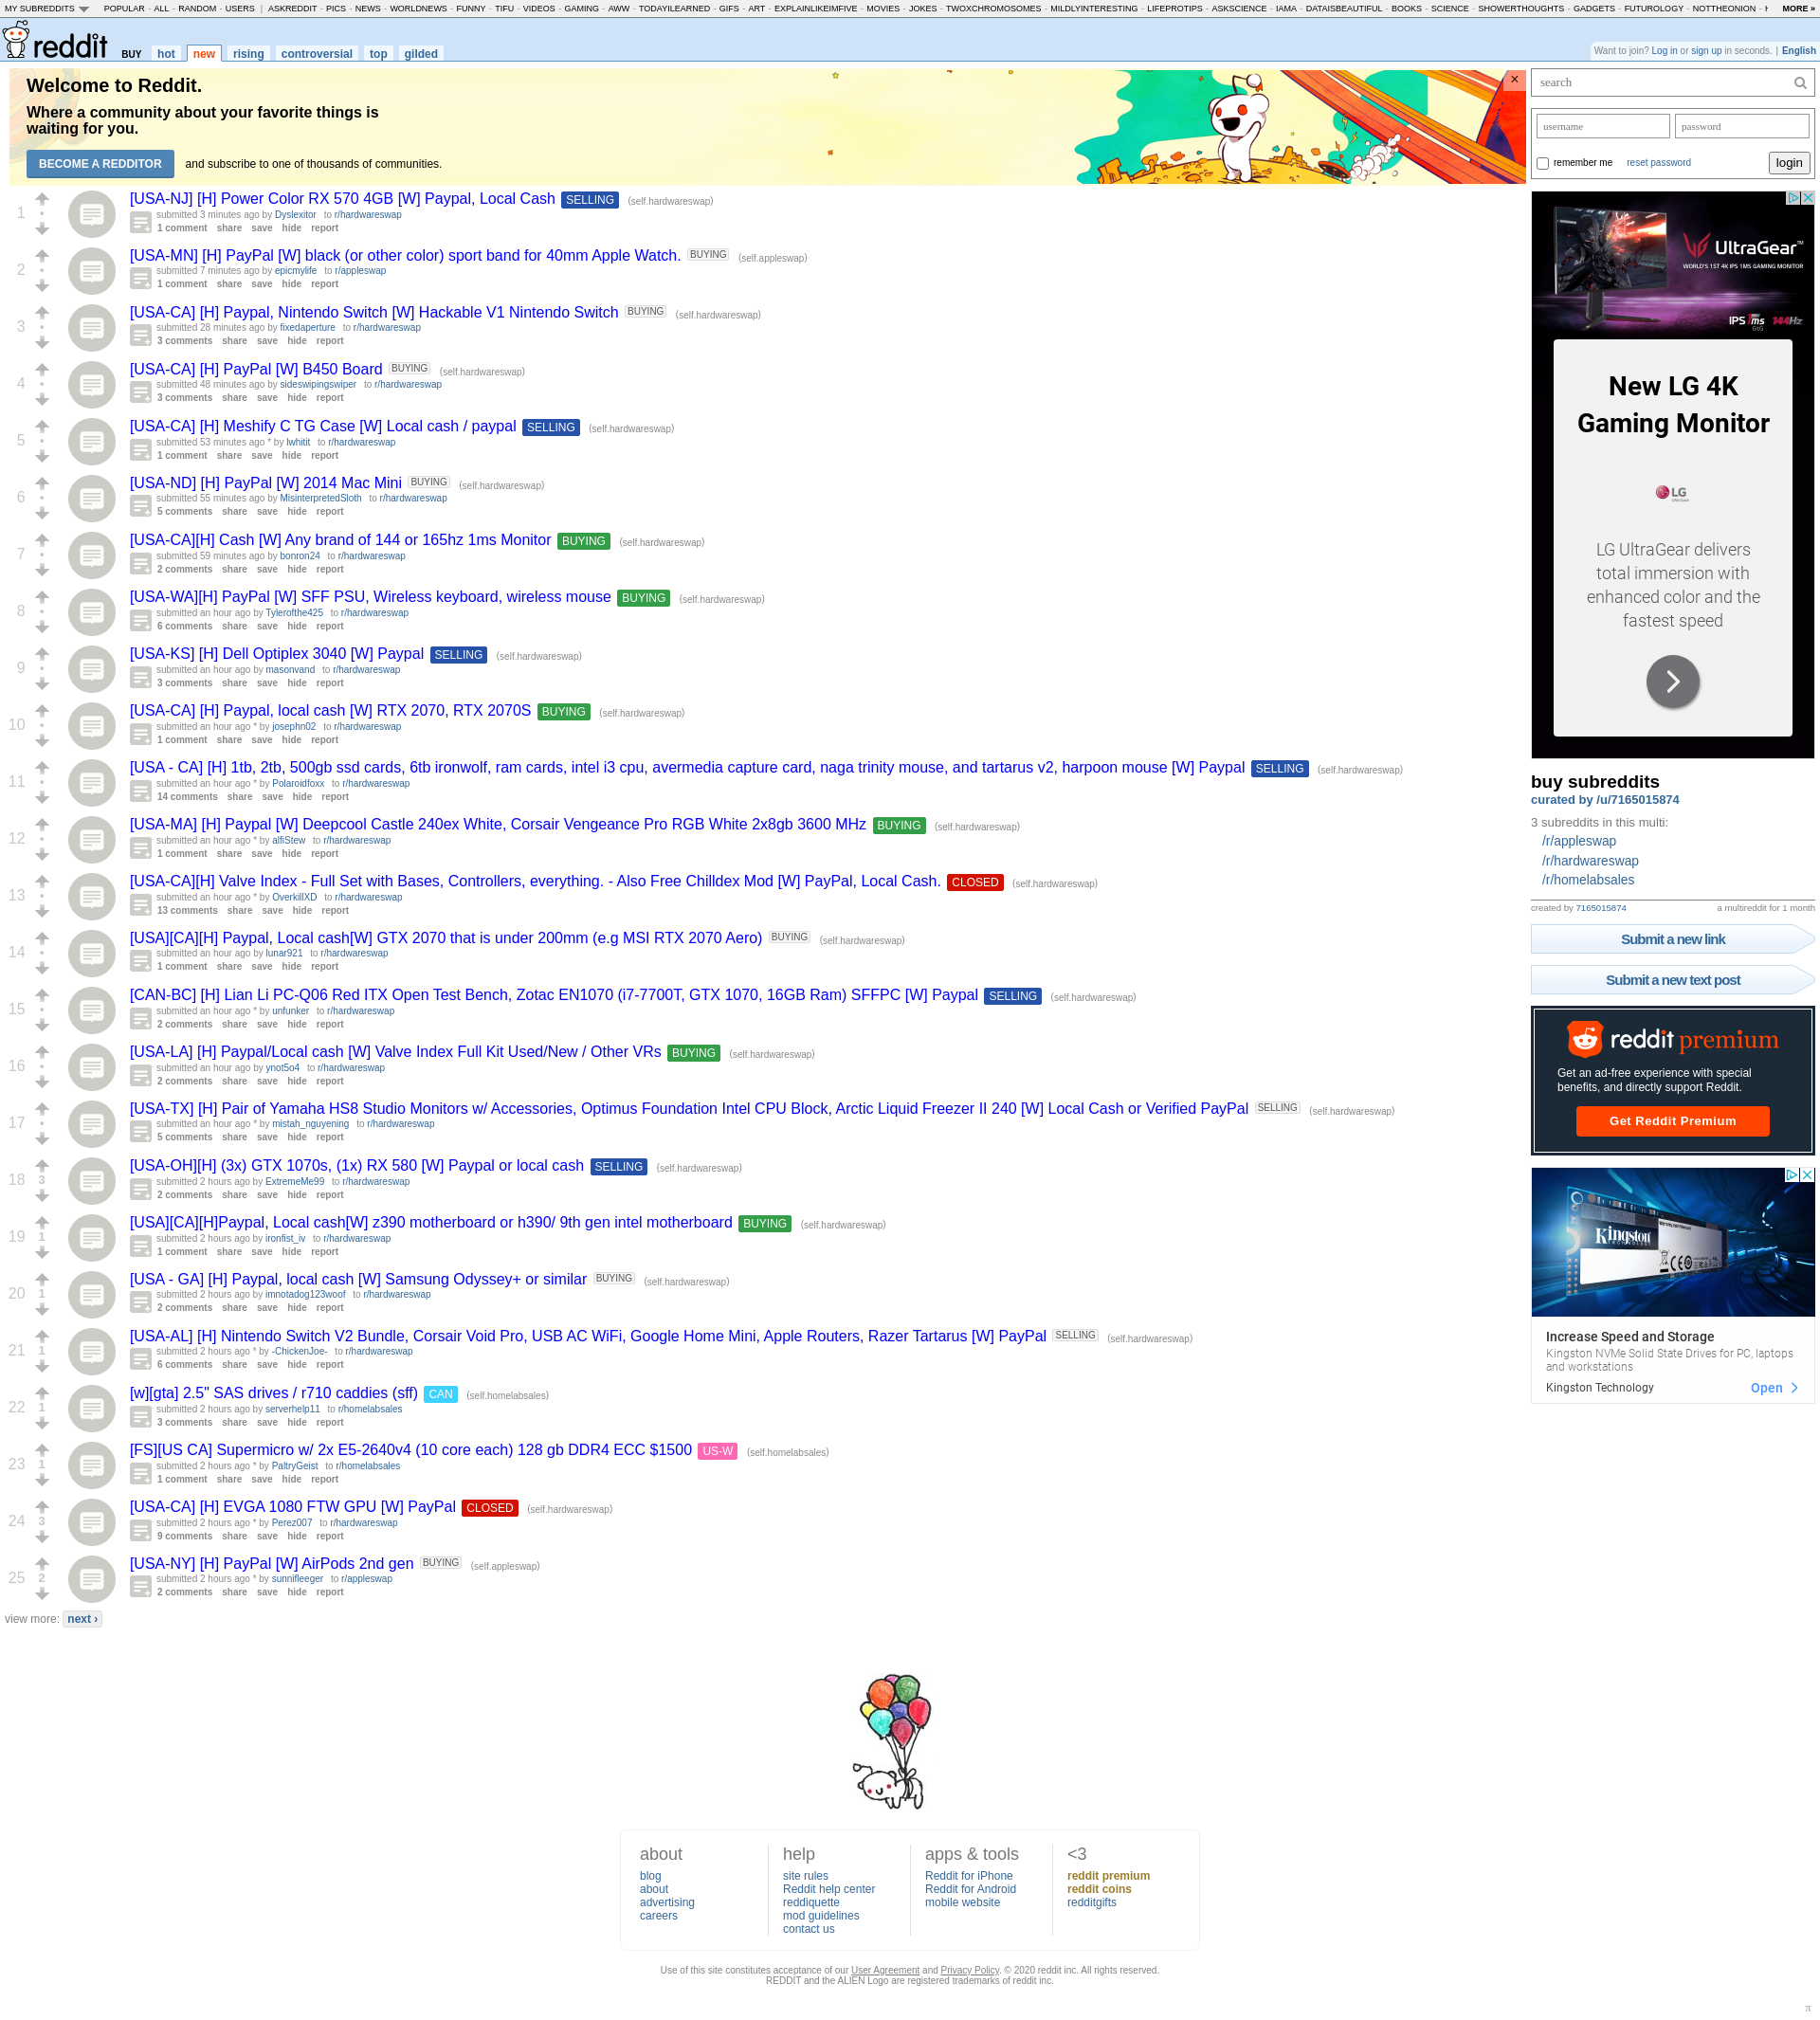 MY SUBREDDITS POPULAR - ALL - RANDOM - USERS | ASKREDDIT - PICS - NEWS - WORLDNEWS - FUNNY - TIFU - VIDEOS - GAMING - AWW - TODAYILEARNED - GIFS - ART - EXPLAINLIKEIMFIVE - MOVIES - JOKES - TWOXCHROMOSOMES - MILDLYINTERESTING - LIFEPROTIPS - ASKSCIENCE - IAMA - DATAISBEAUTIFUL - BOOKS - SCIENCE - SHOWERTHOUGHTS - GADGETS - FUTUROLOGY - NOTTHEONION - MORE »
reddit BUY hot new rising controversial top gilded
Want to join? Log in or sign up in seconds. | English
Welcome to Reddit.
Where a community about your favorite things is
waiting for you.
BECOME A REDDITOR and subscribe to one of thousands of communities.
×
1
[USA-NJ] [H] Power Color RX 570 4GB [W] Paypal, Local Cash SELLING (self.hardwareswap)
submitted 3 minutes ago by Dyslexitor to r/hardwareswap
1 comment share save hide report
2
[USA-MN] [H] PayPal [W] black (or other color) sport band for 40mm Apple Watch. BUYING (self.appleswap)
submitted 7 minutes ago by epicmylife to r/appleswap
1 comment share save hide report
3
[USA-CA] [H] Paypal, Nintendo Switch [W] Hackable V1 Nintendo Switch BUYING (self.hardwareswap)
submitted 28 minutes ago by fixedaperture to r/hardwareswap
3 comments share save hide report
4
[USA-CA] [H] PayPal [W] B450 Board BUYING (self.hardwareswap)
submitted 48 minutes ago by sideswipingswiper to r/hardwareswap
3 comments share save hide report
5
[USA-CA] [H] Meshify C TG Case [W] Local cash / paypal SELLING (self.hardwareswap)
submitted 53 minutes ago * by lwhitit to r/hardwareswap
1 comment share save hide report
6
[USA-ND] [H] PayPal [W] 2014 Mac Mini BUYING (self.hardwareswap)
submitted 55 minutes ago by MisinterpretedSloth to r/hardwareswap
5 comments share save hide report
7
[USA-CA][H] Cash [W] Any brand of 144 or 165hz 1ms Monitor BUYING (self.hardwareswap)
submitted 59 minutes ago by bonron24 to r/hardwareswap
2 comments share save hide report
8
[USA-WA][H] PayPal [W] SFF PSU, Wireless keyboard, wireless mouse BUYING (self.hardwareswap)
submitted an hour ago by Tylerofthe425 to r/hardwareswap
6 comments share save hide report
9
[USA-KS] [H] Dell Optiplex 3040 [W] Paypal SELLING (self.hardwareswap)
submitted an hour ago by masonvand to r/hardwareswap
3 comments share save hide report
10
[USA-CA] [H] Paypal, local cash [W] RTX 2070, RTX 2070S BUYING (self.hardwareswap)
submitted an hour ago * by josephn02 to r/hardwareswap
1 comment share save hide report
11
[USA - CA] [H] 1tb, 2tb, 500gb ssd cards, 6tb ironwolf, ram cards, intel i3 cpu, avermedia capture card, naga trinity mouse, and tartarus v2, harpoon mouse [W] Paypal SELLING (self.hardwareswap)
submitted an hour ago * by Polaroidfoxx to r/hardwareswap
14 comments share save hide report
12
[USA-MA] [H] Paypal [W] Deepcool Castle 240ex White, Corsair Vengeance Pro RGB White 2x8gb 3600 MHz BUYING (self.hardwareswap)
submitted an hour ago * by alfiStew to r/hardwareswap
1 comment share save hide report
13
[USA-CA][H] Valve Index - Full Set with Bases, Controllers, everything. - Also Free Chilldex Mod [W] PayPal, Local Cash. CLOSED (self.hardwareswap)
submitted an hour ago * by OverkillXD to r/hardwareswap
13 comments share save hide report
14
[USA][CA][H] Paypal, Local cash[W] GTX 2070 that is under 200mm (e.g MSI RTX 2070 Aero) BUYING (self.hardwareswap)
submitted an hour ago by lunar921 to r/hardwareswap
1 comment share save hide report
15
[CAN-BC] [H] Lian Li PC-Q06 Red ITX Open Test Bench, Zotac EN1070 (i7-7700T, GTX 1070, 16GB Ram) SFFPC [W] Paypal SELLING (self.hardwareswap)
submitted an hour ago * by unfunker to r/hardwareswap
2 comments share save hide report
16
[USA-LA] [H] Paypal/Local cash [W] Valve Index Full Kit Used/New / Other VRs BUYING (self.hardwareswap)
submitted an hour ago by ynot5o4 to r/hardwareswap
2 comments share save hide report
17
[USA-TX] [H] Pair of Yamaha HS8 Studio Monitors w/ Accessories, Optimus Foundation Intel CPU Block, Arctic Liquid Freezer II 240 [W] Local Cash or Verified PayPal SELLING (self.hardwareswap)
submitted an hour ago * by mistah_nguyening to r/hardwareswap
5 comments share save hide report
18 3
[USA-OH][H] (3x) GTX 1070s, (1x) RX 580 [W] Paypal or local cash SELLING (self.hardwareswap)
submitted 2 hours ago by ExtremeMe99 to r/hardwareswap
2 comments share save hide report
19 1
[USA][CA][H]Paypal, Local cash[W] z390 motherboard or h390/ 9th gen intel motherboard BUYING (self.hardwareswap)
submitted 2 hours ago by ironfist_iv to r/hardwareswap
1 comment share save hide report
20 1
[USA - GA] [H] Paypal, local cash [W] Samsung Odyssey+ or similar BUYING (self.hardwareswap)
submitted 2 hours ago by imnotadog123woof to r/hardwareswap
2 comments share save hide report
21 1
[USA-AL] [H] Nintendo Switch V2 Bundle, Corsair Void Pro, USB AC WiFi, Google Home Mini, Apple Routers, Razer Tartarus [W] PayPal SELLING (self.hardwareswap)
submitted 2 hours ago * by -ChickenJoe- to r/hardwareswap
6 comments share save hide report
22 1
[w][gta] 2.5" SAS drives / r710 caddies (sff) CAN (self.homelabsales)
submitted 2 hours ago by serverhelp11 to r/homelabsales
3 comments share save hide report
23 1
[FS][US CA] Supermicro w/ 2x E5-2640v4 (10 core each) 128 gb DDR4 ECC $1500 US-W (self.homelabsales)
submitted 2 hours ago * by PaltryGeist to r/homelabsales
1 comment share save hide report
24 3
[USA-CA] [H] EVGA 1080 FTW GPU [W] PayPal CLOSED (self.hardwareswap)
submitted 2 hours ago * by Perez007 to r/hardwareswap
9 comments share save hide report
25 2
[USA-NY] [H] PayPal [W] AirPods 2nd gen BUYING (self.appleswap)
submitted 2 hours ago * by sunnifleeger to r/appleswap
2 comments share save hide report
view more: next ›
search
username password
remember me reset password login
UltraGear™
WORLD'S 1ST 4K IPS 1MS GAMING MONITOR
IPS 1ms GtG 144Hz
New LG 4K
Gaming Monitor
LG
LG UltraGear delivers
total immersion with
enhanced color and the
fastest speed
buy subreddits
curated by /u/7165015874
3 subreddits in this multi:
/r/appleswap
/r/hardwareswap
/r/homelabsales
created by 7165015874 a multireddit for 1 month
Submit a new link
Submit a new text post
reddit premium
Get an ad-free experience with special
benefits, and directly support Reddit.
Get Reddit Premium
Kingston
TECHNOLOGY
Increase Speed and Storage
Kingston NVMe Solid State Drives for PC, laptops
and workstations
Kingston Technology Open
about
blog
about
advertising
careers
help
site rules
Reddit help center
reddiquette
mod guidelines
contact us
apps & tools
Reddit for iPhone
Reddit for Android
mobile website
<3
reddit premium
reddit coins
redditgifts
Use of this site constitutes acceptance of our User Agreement and Privacy Policy. © 2020 reddit inc. All rights reserved.
REDDIT and the ALIEN Logo are registered trademarks of reddit inc.
π